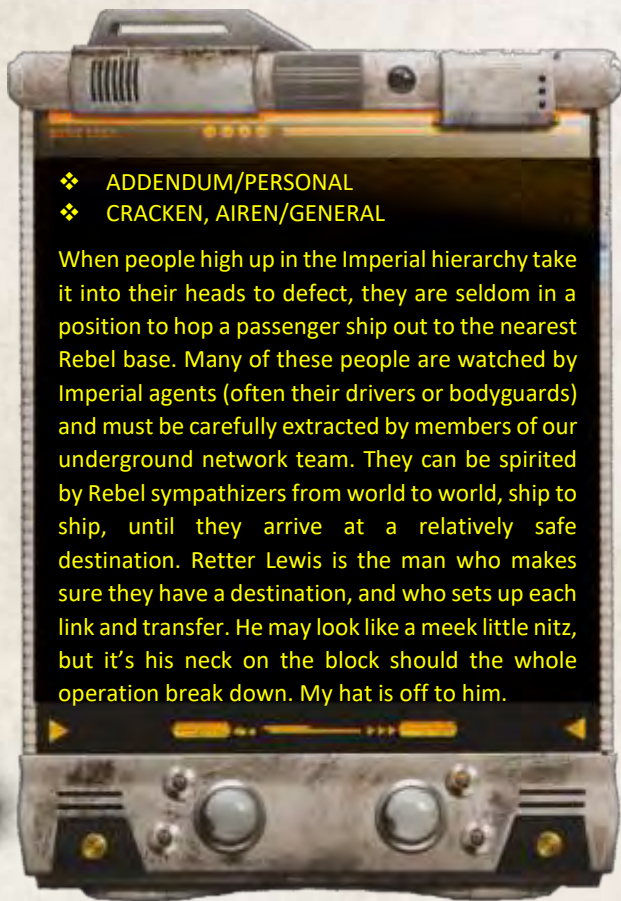 ❖ ADDENDUM/PERSONAL
❖ CRACKEN, AIREN/GENERAL
When people high up in the Imperial hierarchy take
it into their heads to defect, they are seldom in a
position to hop a passenger ship out to the nearest
Rebel base. Many of these people are watched by
Imperial agents (often their drivers or bodyguards)
and must be carefully extracted by members of our
underground network team. They can be spirited
by Rebel sympathizers from world to world, ship to
ship, until they arrive at a relatively safe
destination. Retter Lewis is the man who makes
sure they have a destination, and who sets up each
link and transfer. He may look like a meek little nitz,
but it’s his neck on the block should the whole
operation break down. My hat is off to him.